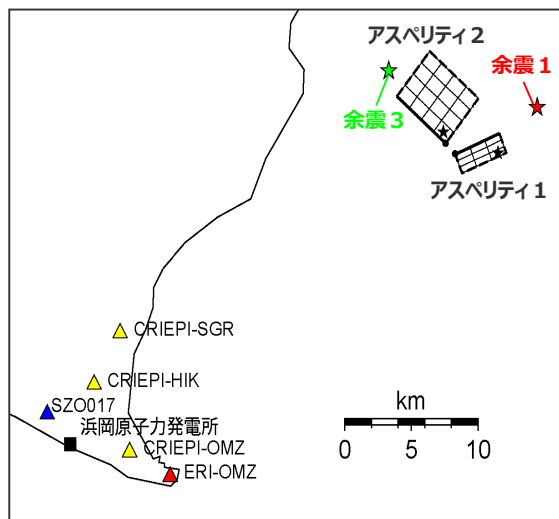 アスペリティ２
余震１
余震３
アスペリティ１
CRIEPI-SGR
CRIEPI-HIK
SZO017
浜岡原子力発電所
CRIEPI-OMZ
ERI-OMZ
km
0 5 10